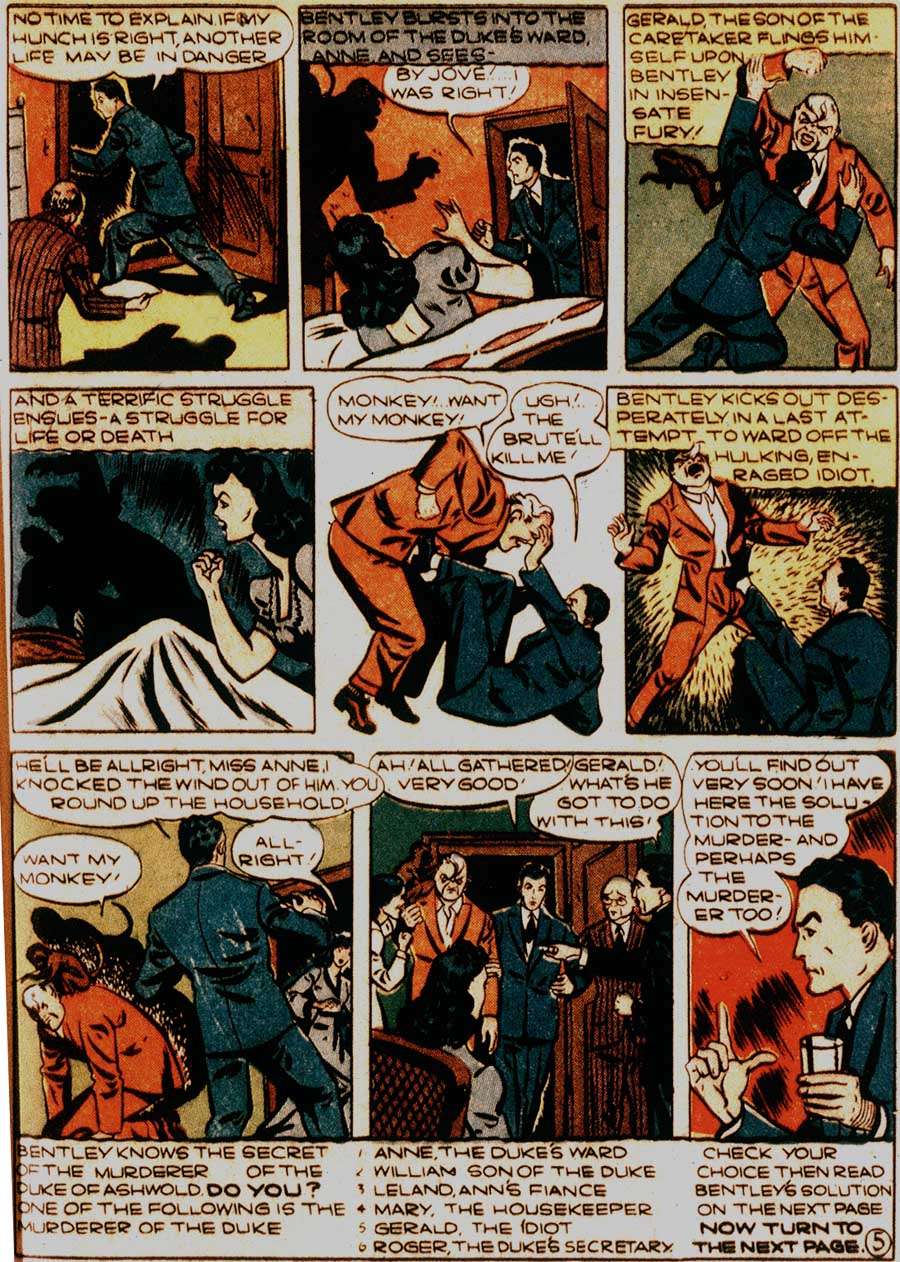 NO TIME TO EXPLAIN. IF MY
HUNCH IS RIGHT, ANOTHER
LIFE MAY BE IN DANGER
BENTLEY BURSTS INTO THE
ROOM OF THE DUKE'S WARD,
ANNE AND SEES-
BY JOVE!...I
WAS RIGHT!
GERALD, THE SON OF THE
CARETAKER FLINGS HIM-
SELF UPON
BENTLEY
IN INSEN-
SATE
FURY!
AND A TERRIFIC STRUGGLE
ENSUES-A STRUGGLE FOR
LIFE OR DEATH
MONKEY!..WANT
MY MONKEY!
UGH!..
THE
BRUTE'LL
KILL ME!
BENTLEY KICKS OUT DES-
PERATELY IN A LAST AT-
TEMPT TO WARD OFF THE
HULKING, EN-
RAGED IDIOT.
HE'LL BE ALLRIGHT, MISS ANNE, I
KNOCKED THE WIND OUT OF HIM. YOU
ROUND UP THE HOUSEHOLD!
WANT MY
MONKEY!
ALL-
RIGHT!
AH! ALL GATHERED!
VERY GOOD!
GERALD!
WHAT'S HE
GOT TO DO
WITH THIS!
YOU'LL FIND OUT
VERY SOON! I HAVE
HERE THE SOLU-
TION TO THE
MURDER- AND
PERHAPS
THE
MURDER-
ER TOO!
BENTLEY KNOWS THE SECRET
OF THE MURDERER OF THE
DUKE OF ASHWOLD. DO YOU?
ONE OF THE FOLLOWING IS THE
MURDERER OF THE DUKE
1 ANNE, THE DUKE'S WARD
2 WILLIAM SON OF THE DUKE
3 LELAND, ANN'S FIANCE
4 MARY, THE HOUSEKEEPER
5 GERALD, THE IDIOT
6 ROGER, THE DUKE'S SECRETARY.
CHECK YOUR
CHOICE THEN READ
BENTLEY'S SOLUTION
ON THE NEXT PAGE
NOW TURN TO
THE NEXT PAGE.
5